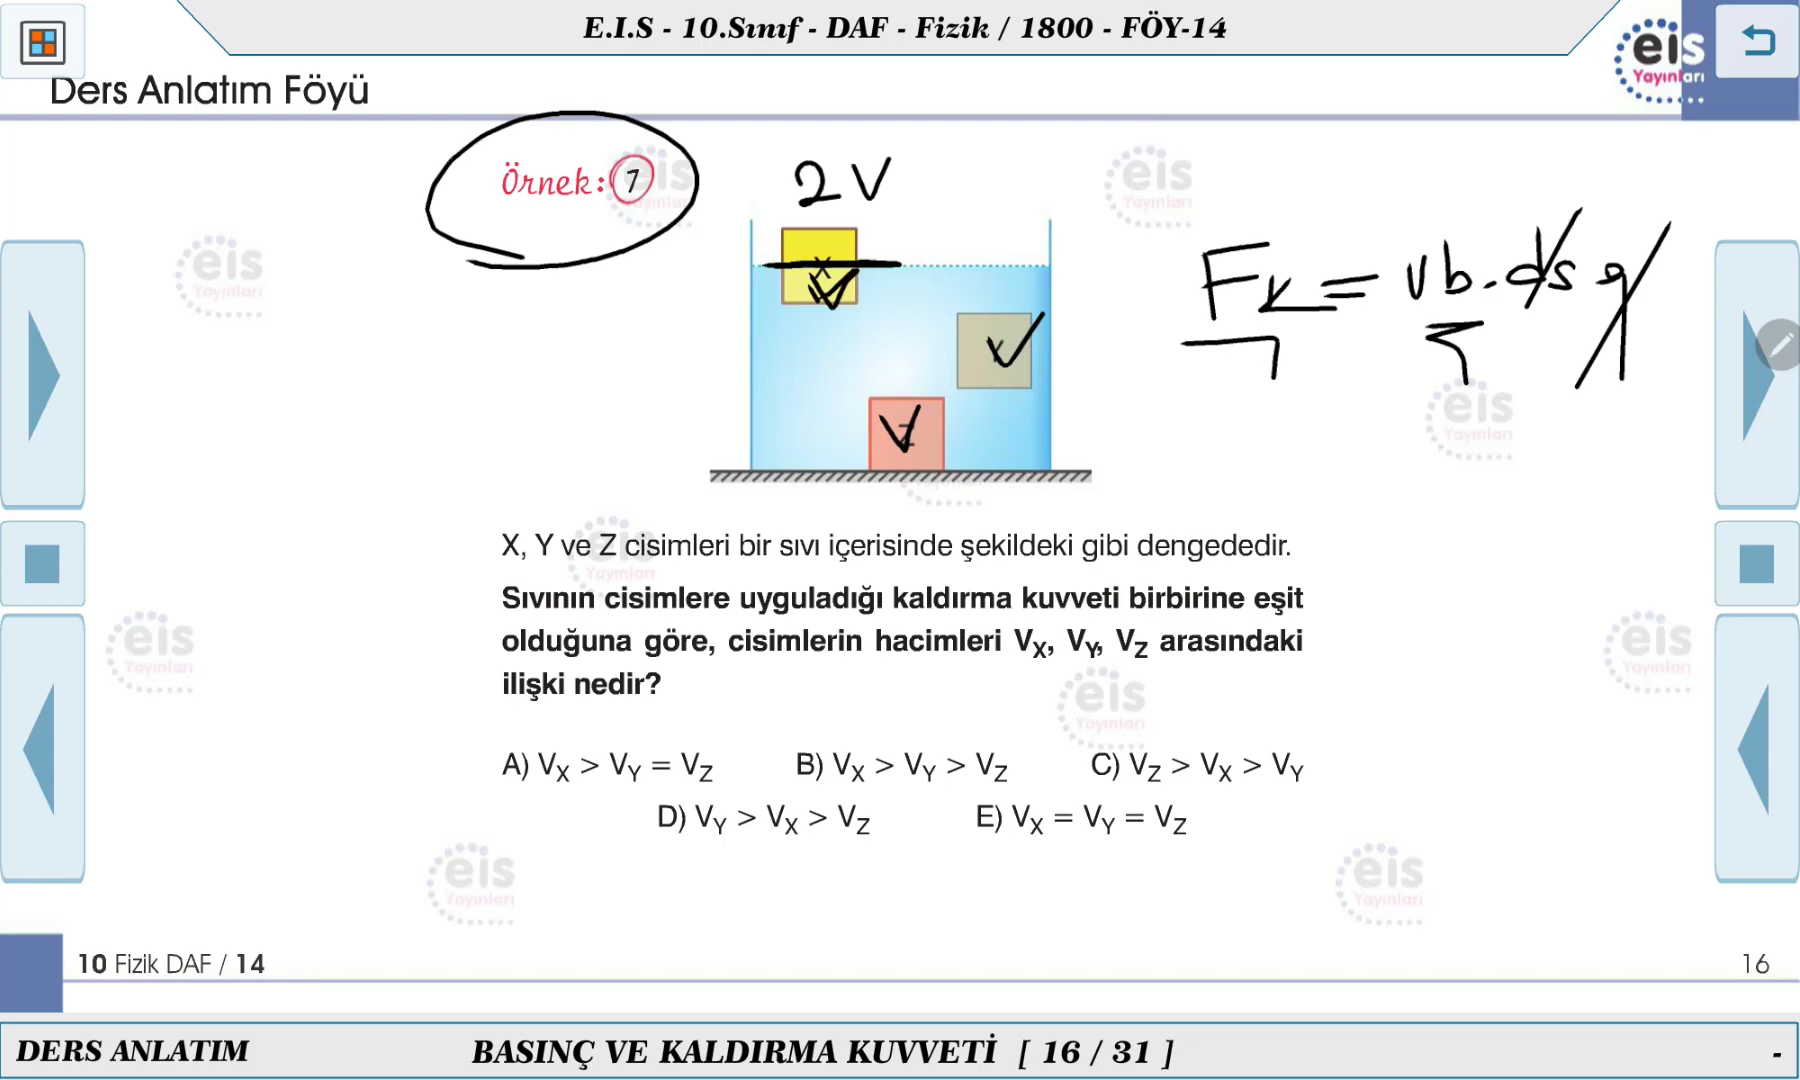 E.I.S - 10.Sınıf - DAF - Fizik / 1800 - FÖY-14
eis
Yayınları
Ders Anlatım Föyü
Örnek: 7
2V
X
V
Y
V
Z
V
Fk = vb.ds g
X, Y ve Z cisimleri bir sıvı içerisinde şekildeki gibi dengededir.
Sıvının cisimlere uyguladığı kaldırma kuvveti birbirine eşit
olduğuna göre, cisimlerin hacimleri VX, VY, VZ arasındaki
ilişki nedir?
A) VX > VY = VZ B) VX > VY > VZ C) VZ > VX > VY
D) VY > VX > VZ E) VX = VY = VZ
10 Fizik DAF / 14
16
DERS ANLATIM
BASINÇ VE KALDIRMA KUVVETİ [ 16 / 31 ]
-